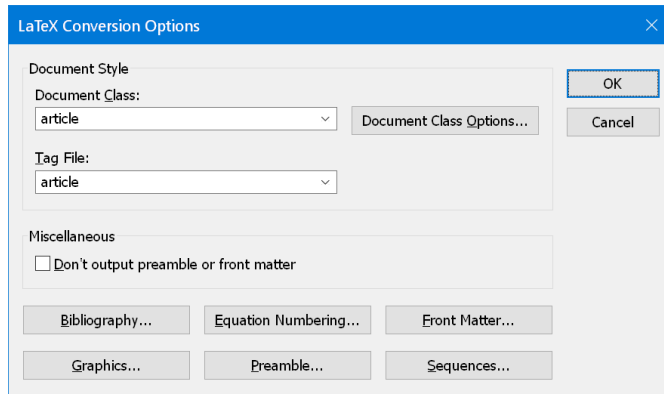 LaTeX Conversion Options
Document Style
OK
Document Class:
article
Document Class Options...
Cancel
Tag File:
article
Miscellaneous
Don't output preamble or front matter
Bibliography...
Equation Numbering...
Front Matter...
Graphics...
Preamble...
Sequences...